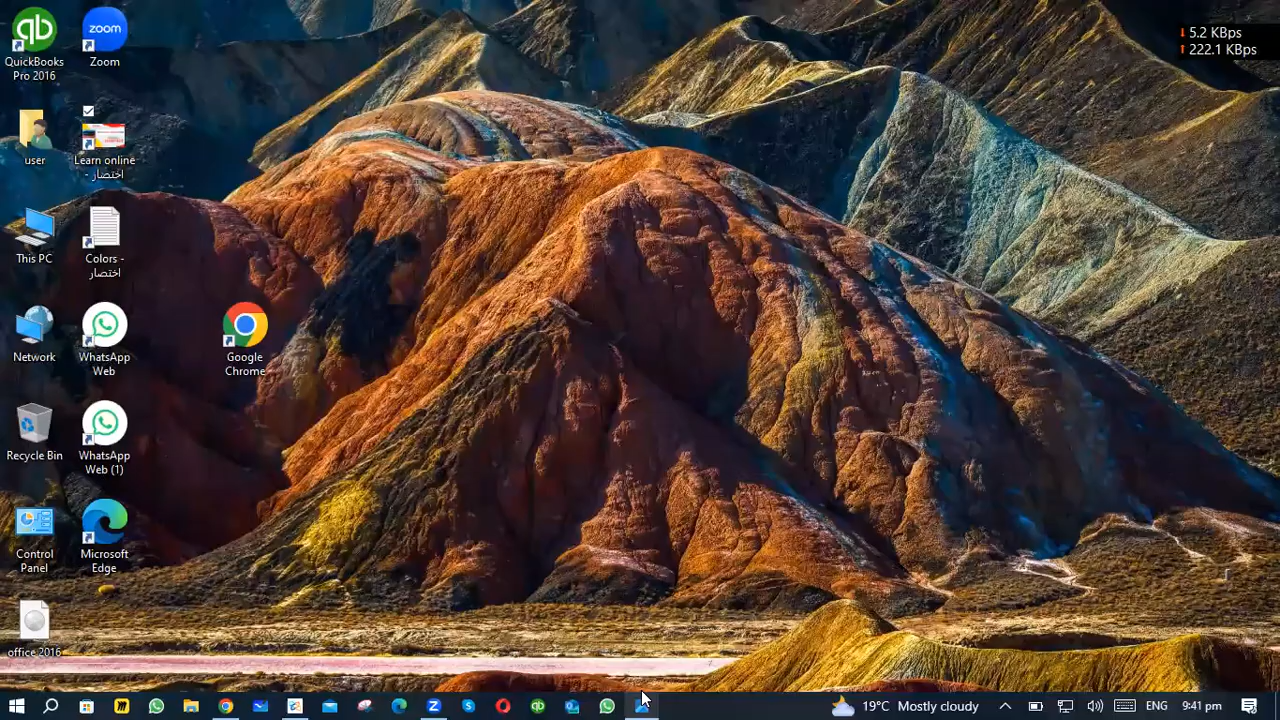 QuickBooks
Pro 2016
zoom
Zoom
user
Learn online
اختصار -
This PC
Colors -
اختصار
Network
WhatsApp
Web
Google
Chrome
Recycle Bin
WhatsApp
Web (1)
Control
Panel
Microsoft
Edge
office 2016
5.2 KBps
222.1 KBps
19°C Mostly cloudy
ENG
9:41 pm